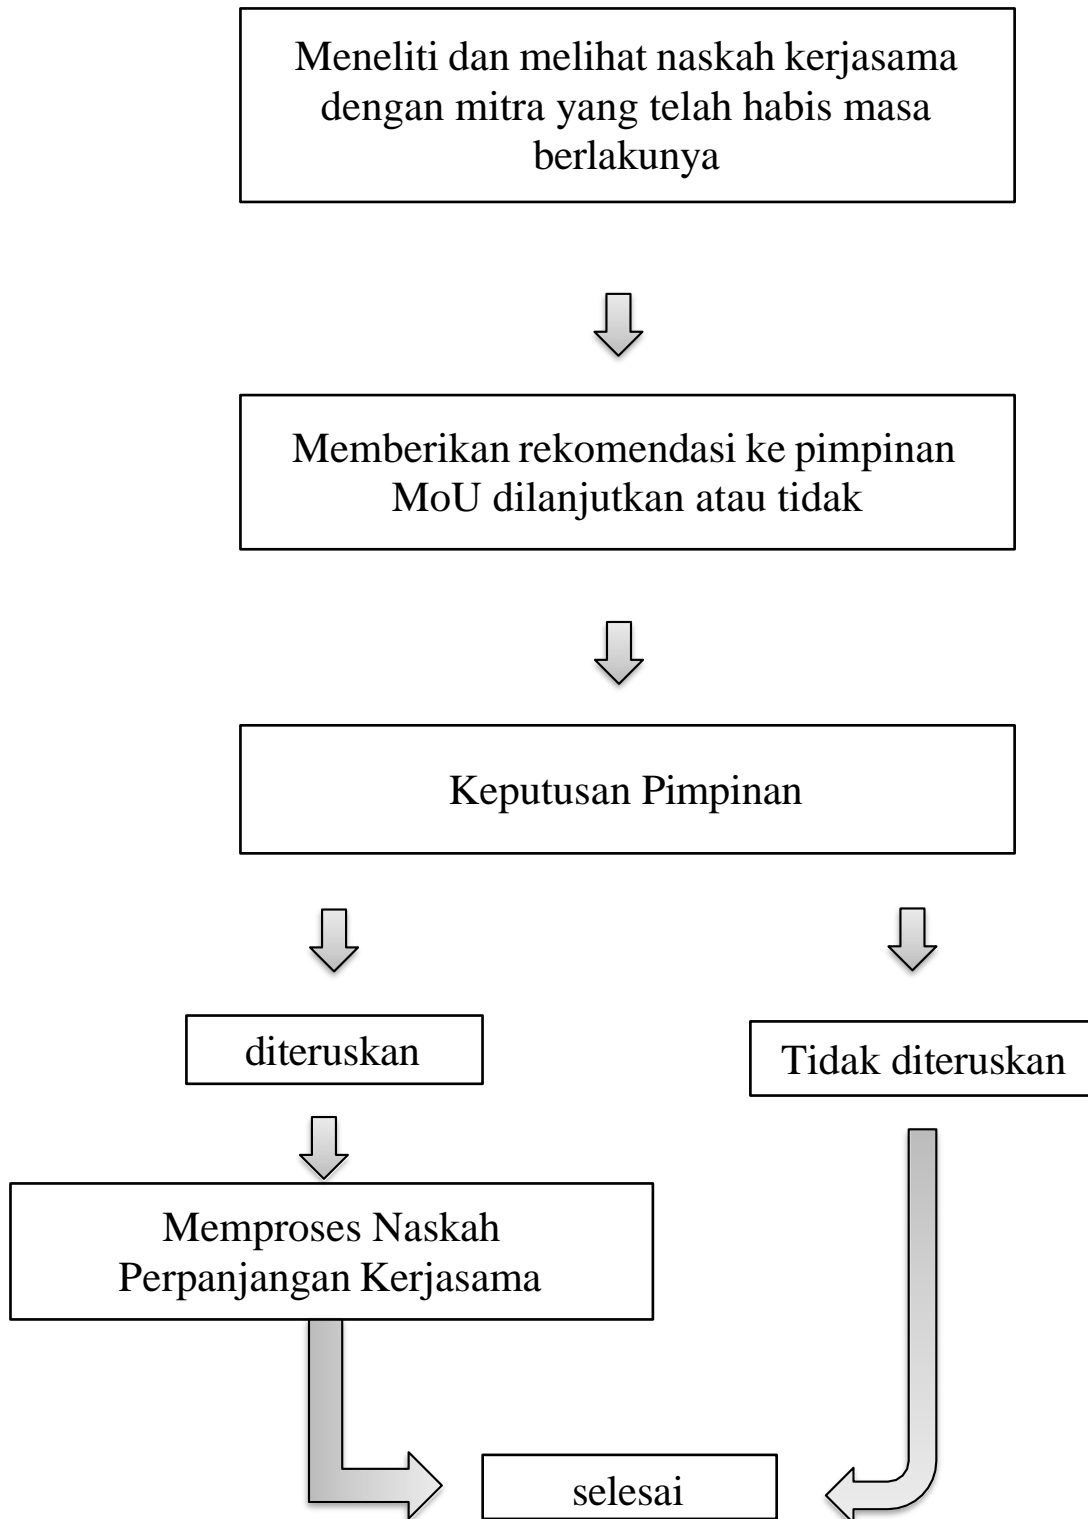 Meneliti dan melihat naskah kerjasama
dengan mitra yang telah habis masa
berlakunya
Memberikan rekomendasi ke pimpinan
MoU dilanjutkan atau tidak
Keputusan Pimpinan
diteruskan
Tidak diteruskan
Memproses Naskah
Perpanjangan Kerjasama
selesai